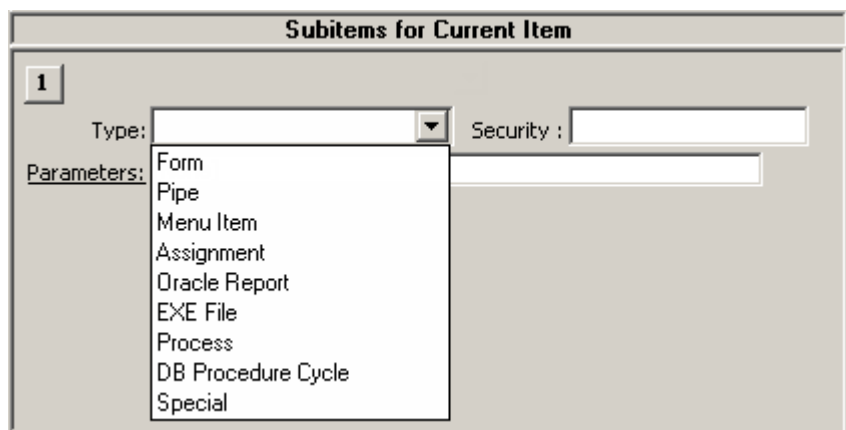 Subitems for Current Item
1
Type: Security :
Parameters:
Form
Pipe
Menu Item
Assignment
Oracle Report
EXE File
Process
DB Procedure Cycle
Special